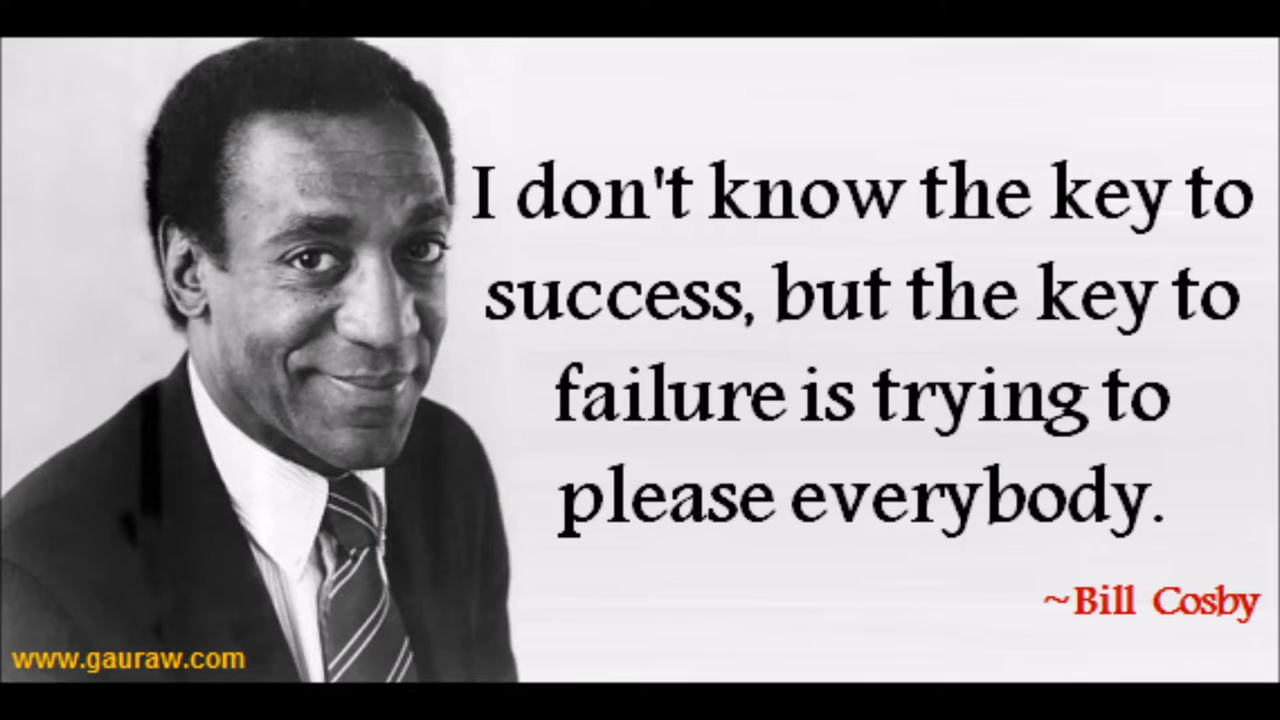 I don't know the key to
success, but the key to
failure is trying to
please everybody.
~Bill Cosby
www.gauraw.com